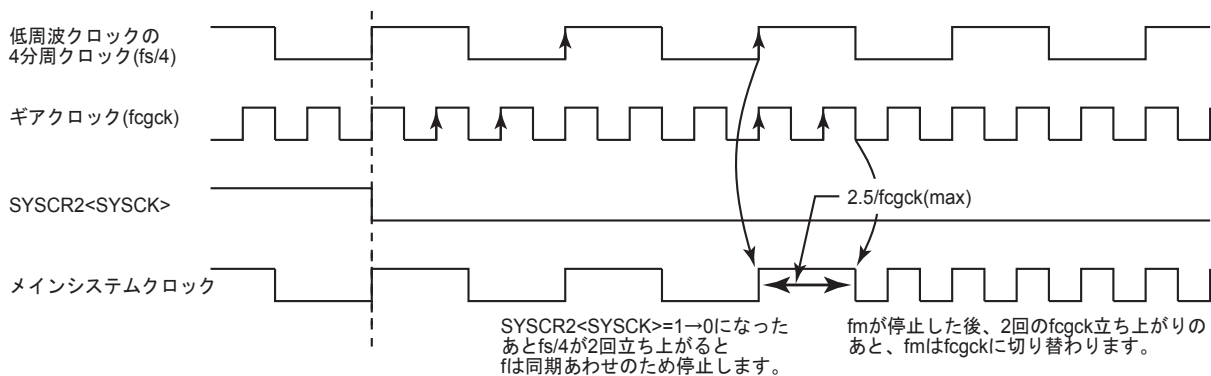 低周波クロックの
4分周クロック(fs/4)
ギアクロック(fcgck)
SYSCR2<SYSCK>
2.5/fcgck(max)
メインシステムクロック
SYSCR2<SYSCK>=1→0になった
あとfs/4が2回立ち上がると
fは同期あわせのため停止します。
fmが停止した後、2回のfcgck立ち上がりの
あと、fmはfcgckに切り替わります。